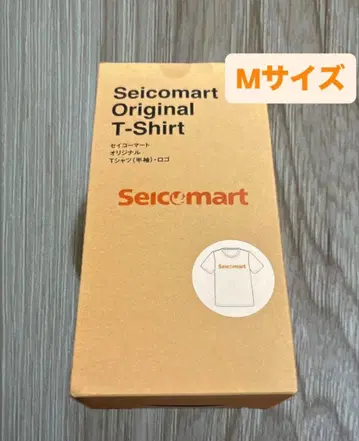 Mサイズ
Seicomart
Original
T-Shirt
セイコーマート
オリジナル
Tシャツ(半袖)・ロゴ
Seicomart
Seicomart